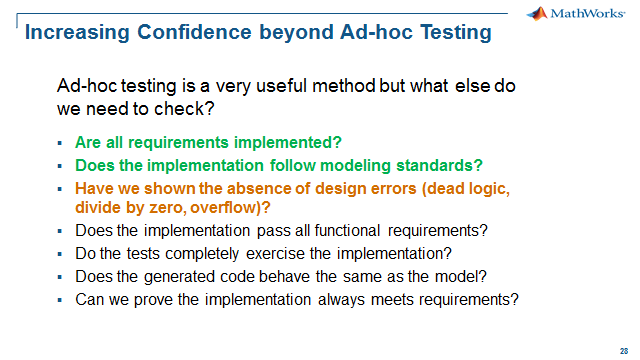 Increasing Confidence beyond Ad-hoc Testing
MathWorks®
Ad-hoc testing is a very useful method but what else do
we need to check?
▪ Are all requirements implemented?
▪ Does the implementation follow modeling standards?
▪ Have we shown the absence of design errors (dead logic,
divide by zero, overflow)?
▪ Does the implementation pass all functional requirements?
▪ Do the tests completely exercise the implementation?
▪ Does the generated code behave the same as the model?
▪ Can we prove the implementation always meets requirements?
28